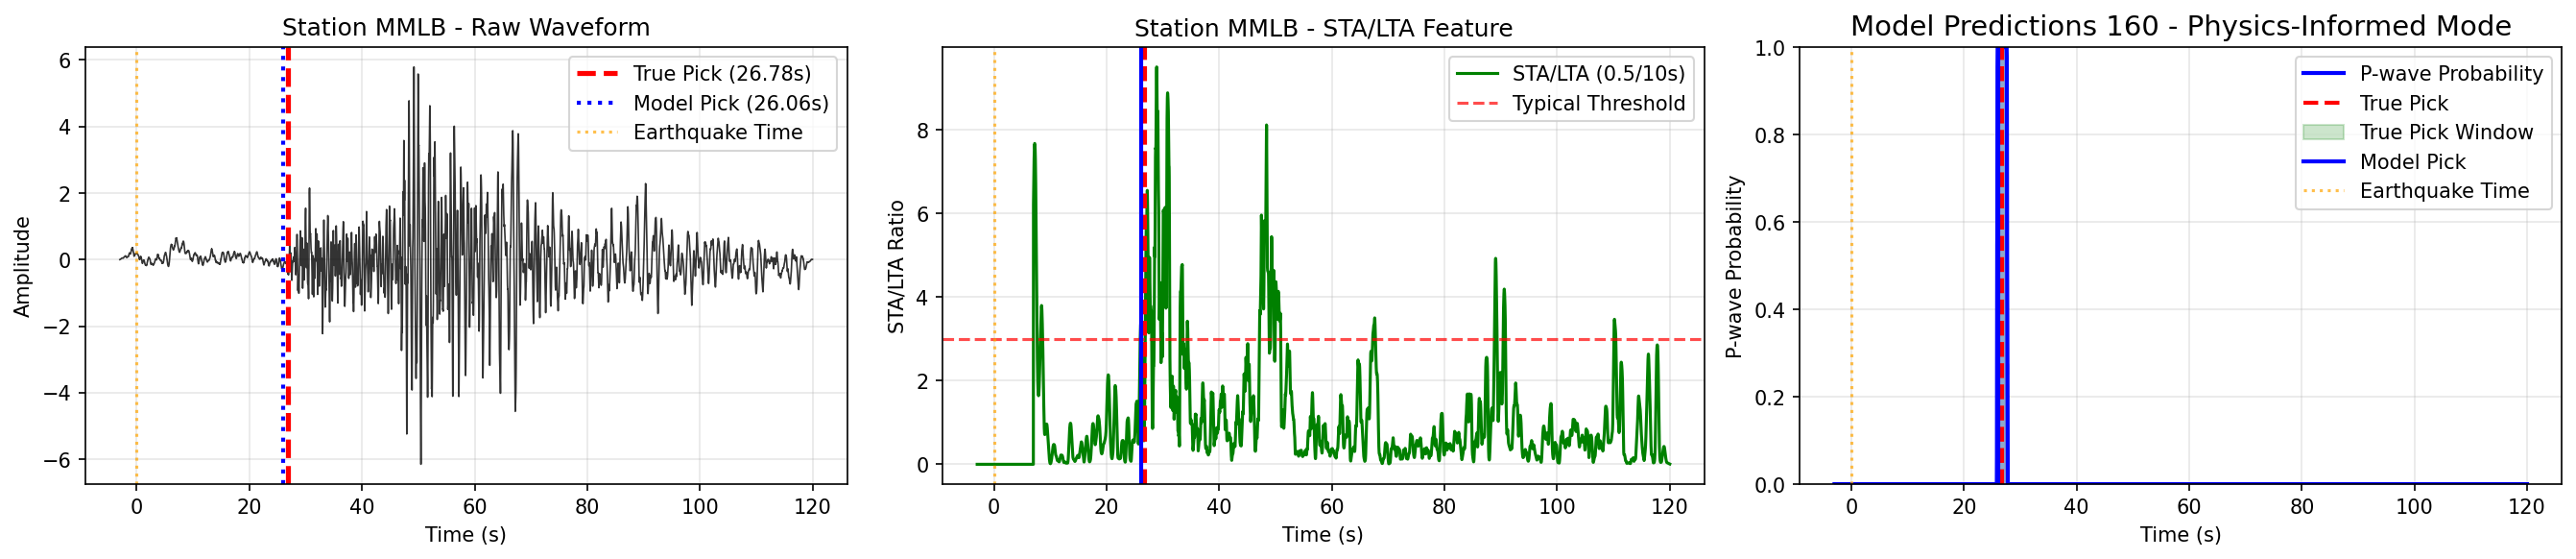 Station MMLB - Raw Waveform
True Pick (26.78s)
Model Pick (26.06s)
Earthquake Time
Amplitude
6
4
2
0
−2
−4
−6
0 20 40 60 80 100 120
Time (s)
Station MMLB - STA/LTA Feature
STA/LTA (0.5/10s)
Typical Threshold
STA/LTA Ratio
8
6
4
2
0
0 20 40 60 80 100 120
Time (s)
Model Predictions 160 - Physics-Informed Mode
P-wave Probability
True Pick
True Pick Window
Model Pick
Earthquake Time
P-wave Probability
1.0
0.8
0.6
0.4
0.2
0.0
0 20 40 60 80 100 120
Time (s)